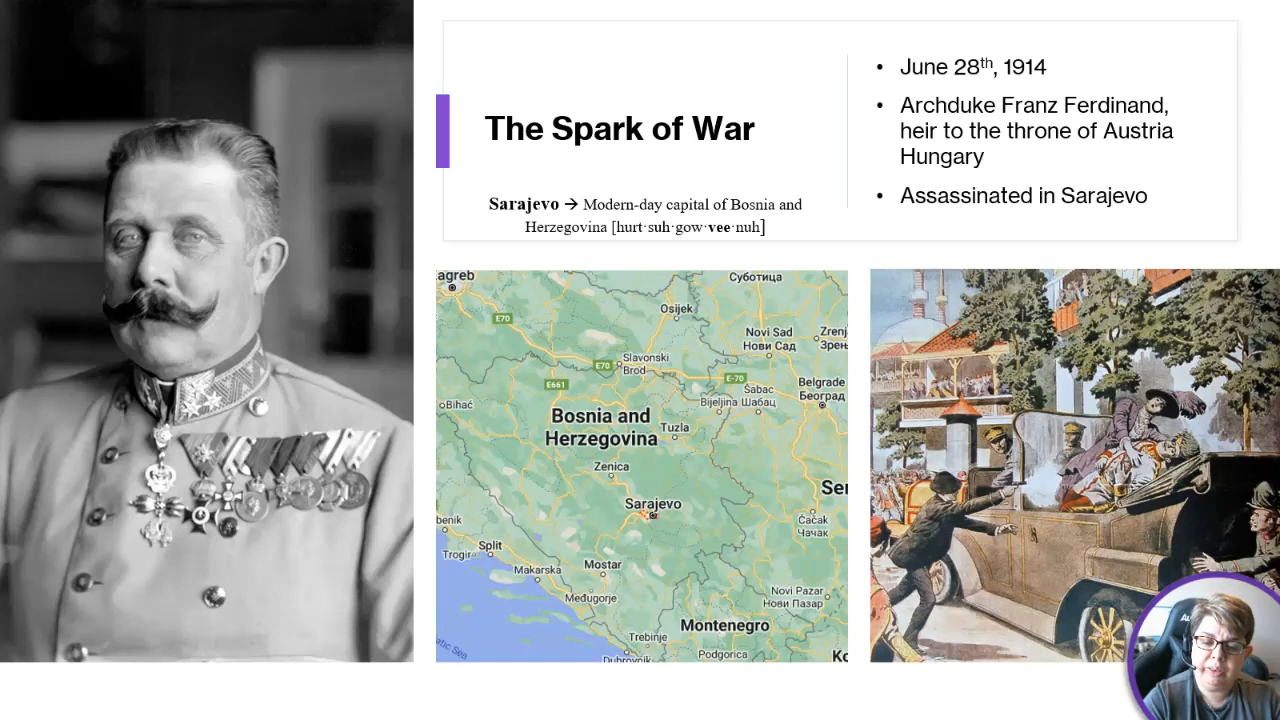 The Spark of War
Sarajevo → Modern-day capital of Bosnia and
Herzegovina [hurt·suh·gow·vee·nuh]
• June 28th, 1914
• Archduke Franz Ferdinand,
heir to the throne of Austria
Hungary
• Assassinated in Sarajevo
agreb
Суботица
Osijek
E70
Novi Sad
Нови Сад
Zrenj
Зрень
Slavonski
Brod
E70
E-70
E661
Šabac
Шабац
Bijeljina
Belgrade
Београд
Bihać
Bosnia and
Herzegovina
Tuzla
Zenica
Sarajevo
Ser
Čačak
Чачак
benik
Split
Trogir
Makarska
Mostar
Međugorje
Novi Pazar
Нови Пазар
Montenegro
Trebinje
Dubrovnik
Podgorica
Ko
atic Sea